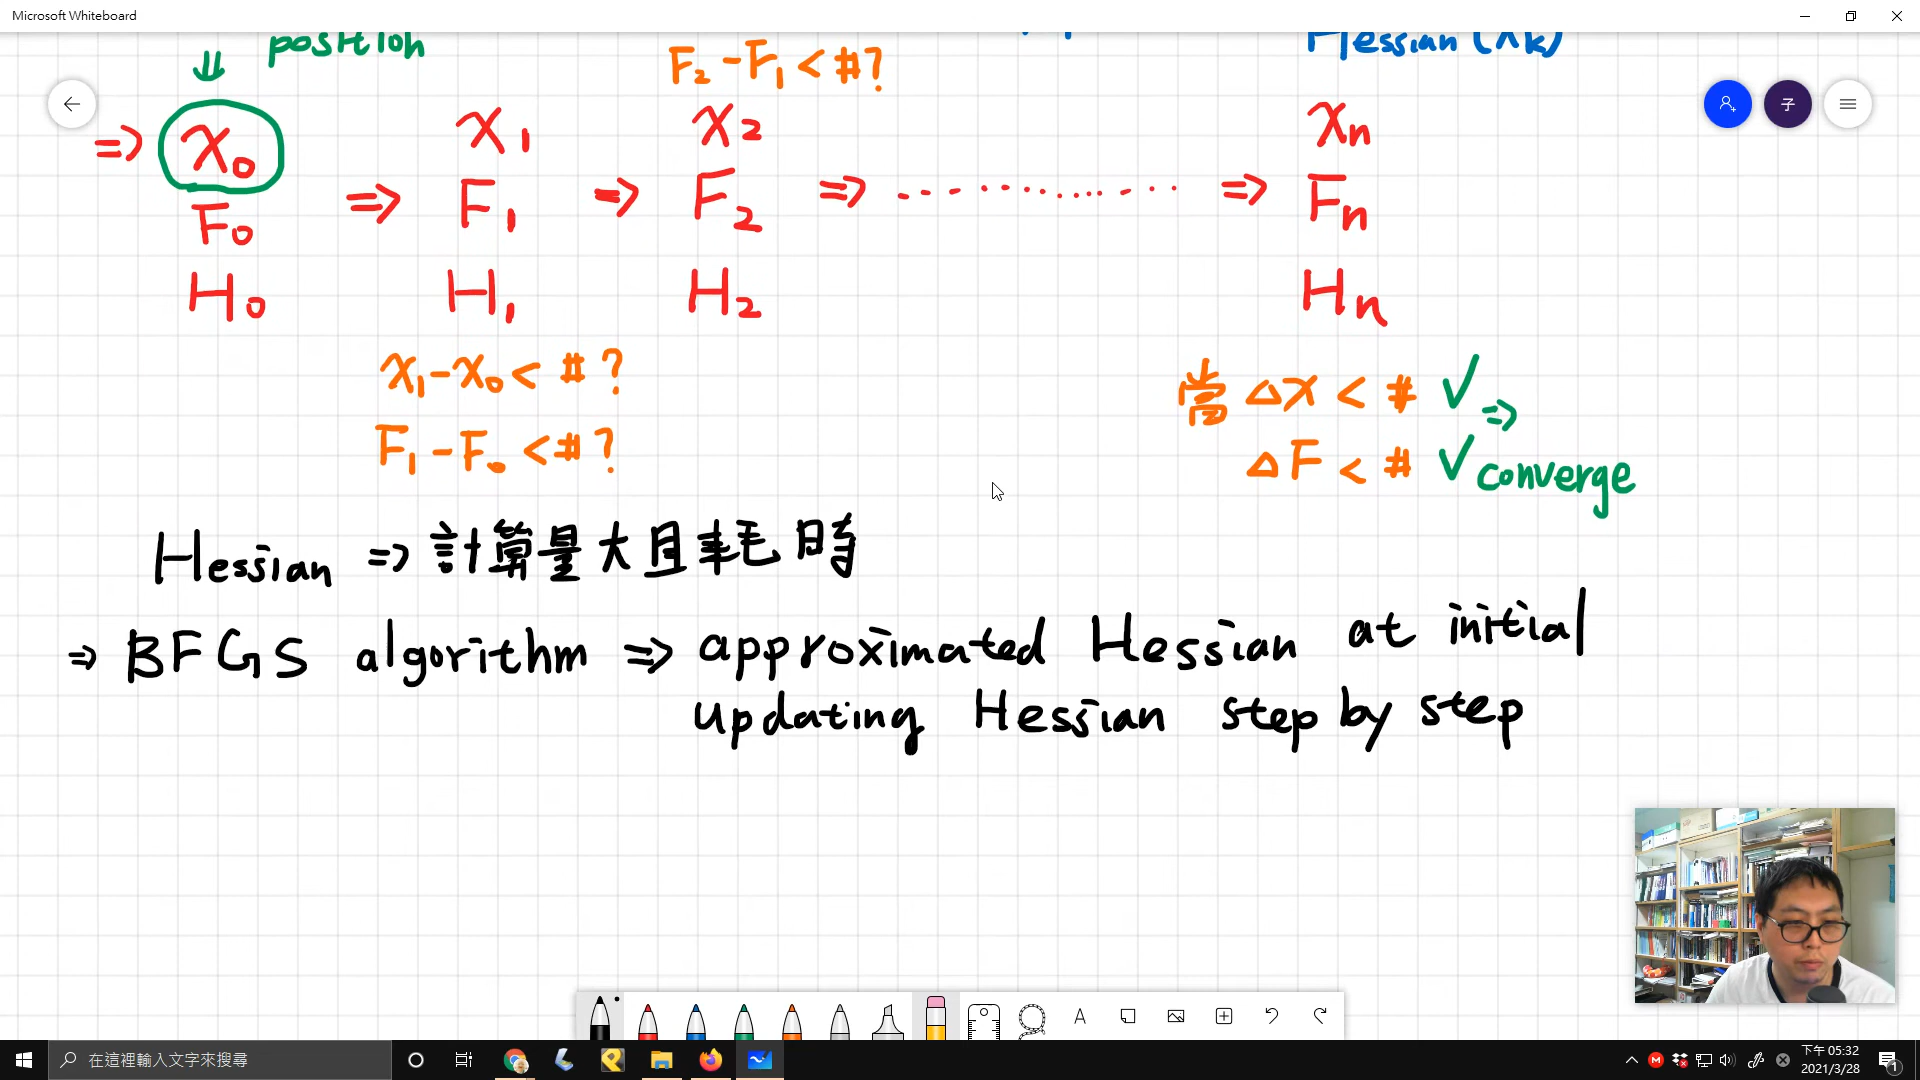 Microsoft Whiteboard
position
⇓
F₂ - F₁ < #?
Hessian (Xk)
子
⇒ X₀ X₁ X₂ Xn
F₀ ⇒ F₁ ⇒ F₂ ⇒ ............ ⇒ Fn
H₀ H₁ H₂ Hn
X₁ - X₀ < # ?
F₁ - F₀ < # ?
當 ΔX < # ✓ ⇒
ΔF < # ✓ converge
Hessian ⇒ 計算量大且耗時
⇒ BFGS algorithm ⇒ approximated Hessian at initial
updating Hessian step by step
A
在這裡輸入文字來搜尋
下午 05:32
2021/3/28
1